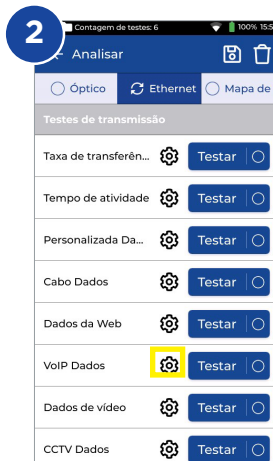 2
Contagem de testes: 6 100% 15:5
← Analisar
Óptico Ethernet Mapa de
Testes de transmissão
Taxa de transferên... Testar
Tempo de atividade Testar
Personalizada Da... Testar
Cabo Dados Testar
Dados da Web Testar
VoIP Dados Testar
Dados de vídeo Testar
CCTV Dados Testar